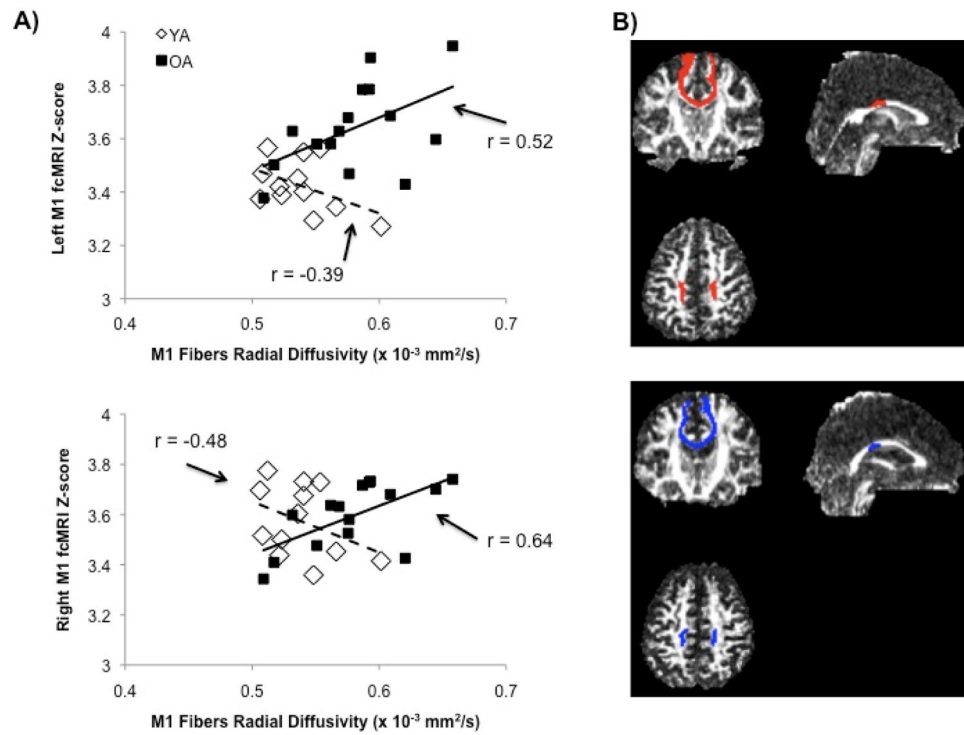 A)
B)
4
3.8
3.6
3.4
3.2
3
Left M1 fcMRI Z-score
◇YA
■OA
r = 0.52
r = -0.39
0.4 0.5 0.6 0.7
M1 Fibers Radial Diffusivity (x 10⁻³ mm²/s)
4
3.8
3.6
3.4
3.2
3
Right M1 fcMRI Z-score
r = -0.48
r = 0.64
0.4 0.5 0.6 0.7
M1 Fibers Radial Diffusivity (x 10⁻³ mm²/s)